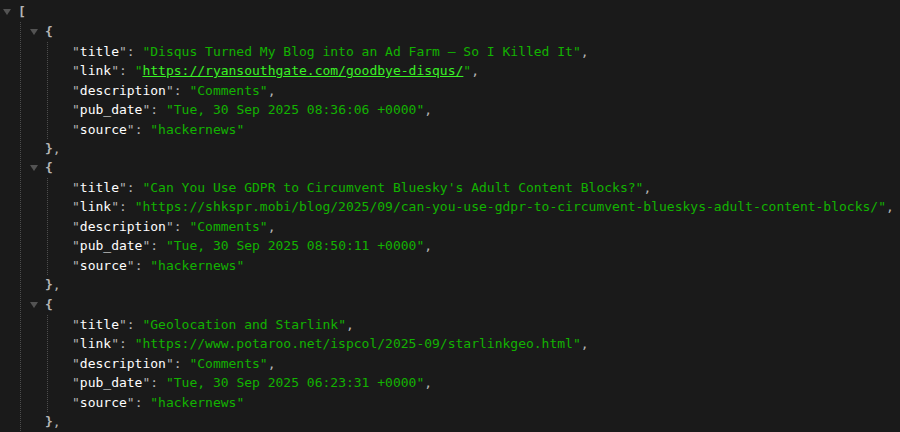 [
{
"title": "Disqus Turned My Blog into an Ad Farm – So I Killed It",
"link": "https://ryansouthgate.com/goodbye-disqus/",
"description": "Comments",
"pub_date": "Tue, 30 Sep 2025 08:36:06 +0000",
"source": "hackernews"
},
{
"title": "Can You Use GDPR to Circumvent Bluesky's Adult Content Blocks?",
"link": "https://shkspr.mobi/blog/2025/09/can-you-use-gdpr-to-circumvent-blueskys-adult-content-blocks/",
"description": "Comments",
"pub_date": "Tue, 30 Sep 2025 08:50:11 +0000",
"source": "hackernews"
},
{
"title": "Geolocation and Starlink",
"link": "https://www.potaroo.net/ispcol/2025-09/starlinkgeo.html",
"description": "Comments",
"pub_date": "Tue, 30 Sep 2025 06:23:31 +0000",
"source": "hackernews"
},